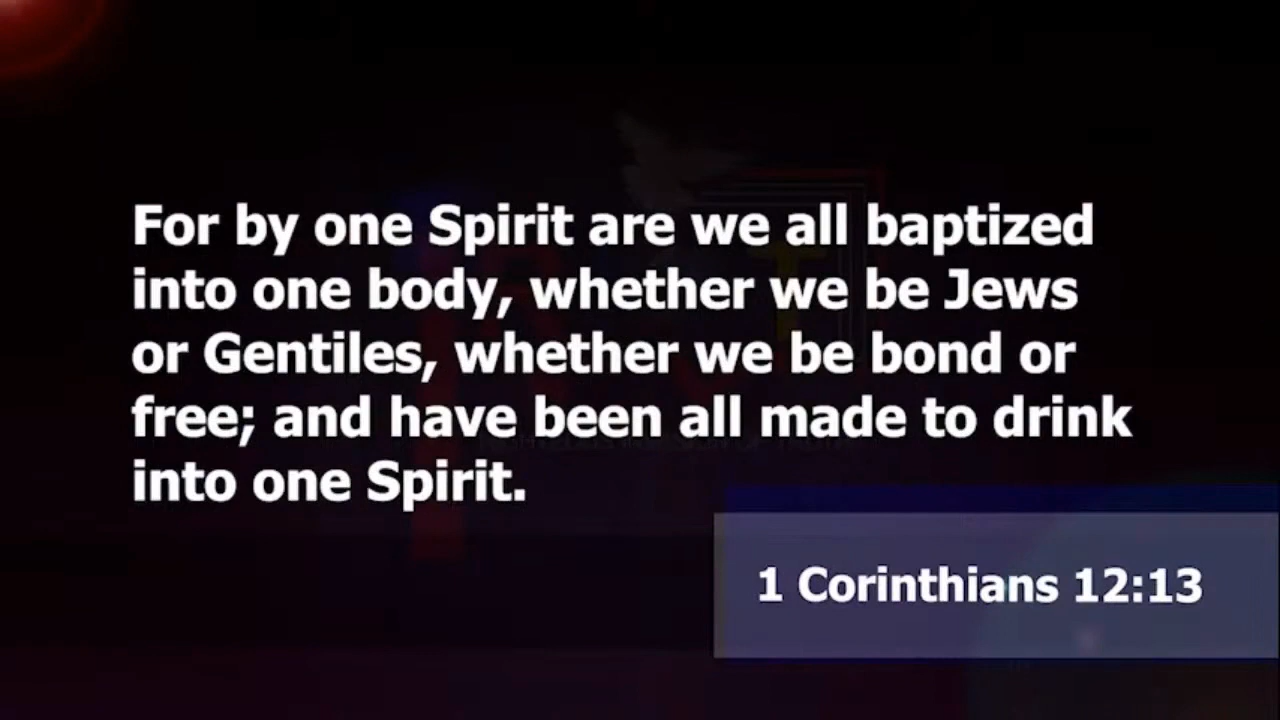 For by one Spirit are we all baptized
into one body, whether we be Jews
or Gentiles, whether we be bond or
free; and have been all made to drink
into one Spirit.
1 Corinthians 12:13